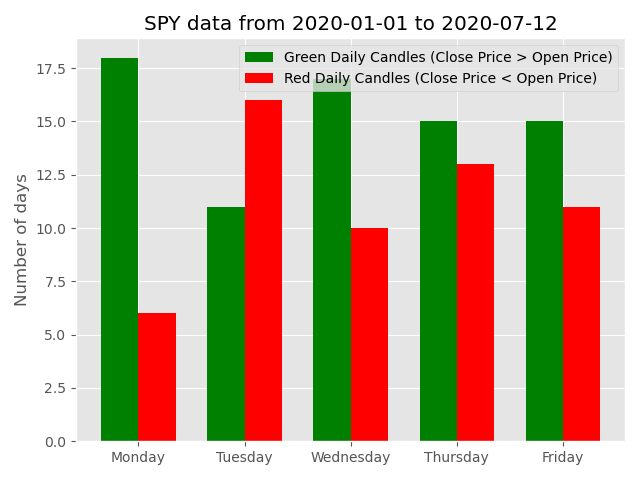 SPY data from 2020-01-01 to 2020-07-12
Green Daily Candles (Close Price > Open Price)
Red Daily Candles (Close Price < Open Price)
Number of days
17.5
15.0
12.5
10.0
7.5
5.0
2.5
0.0
Monday Tuesday Wednesday Thursday Friday